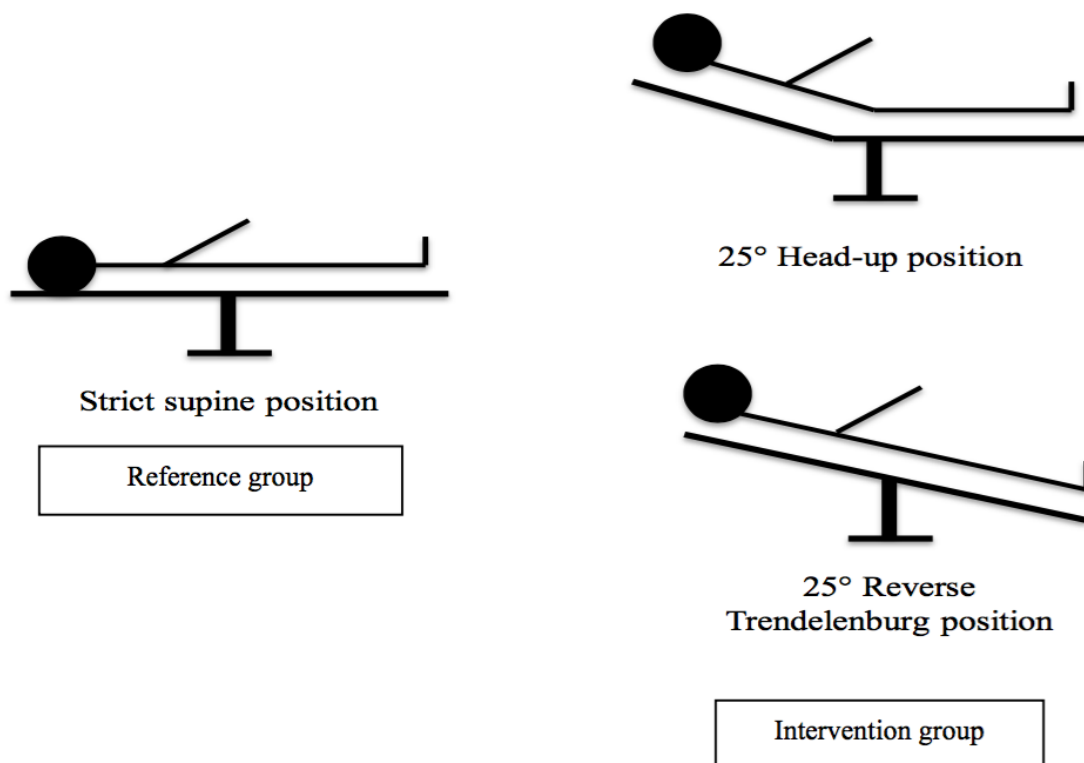 Strict supine position
Reference group
25° Head-up position
25° Reverse
Trendelenburg position
Intervention group